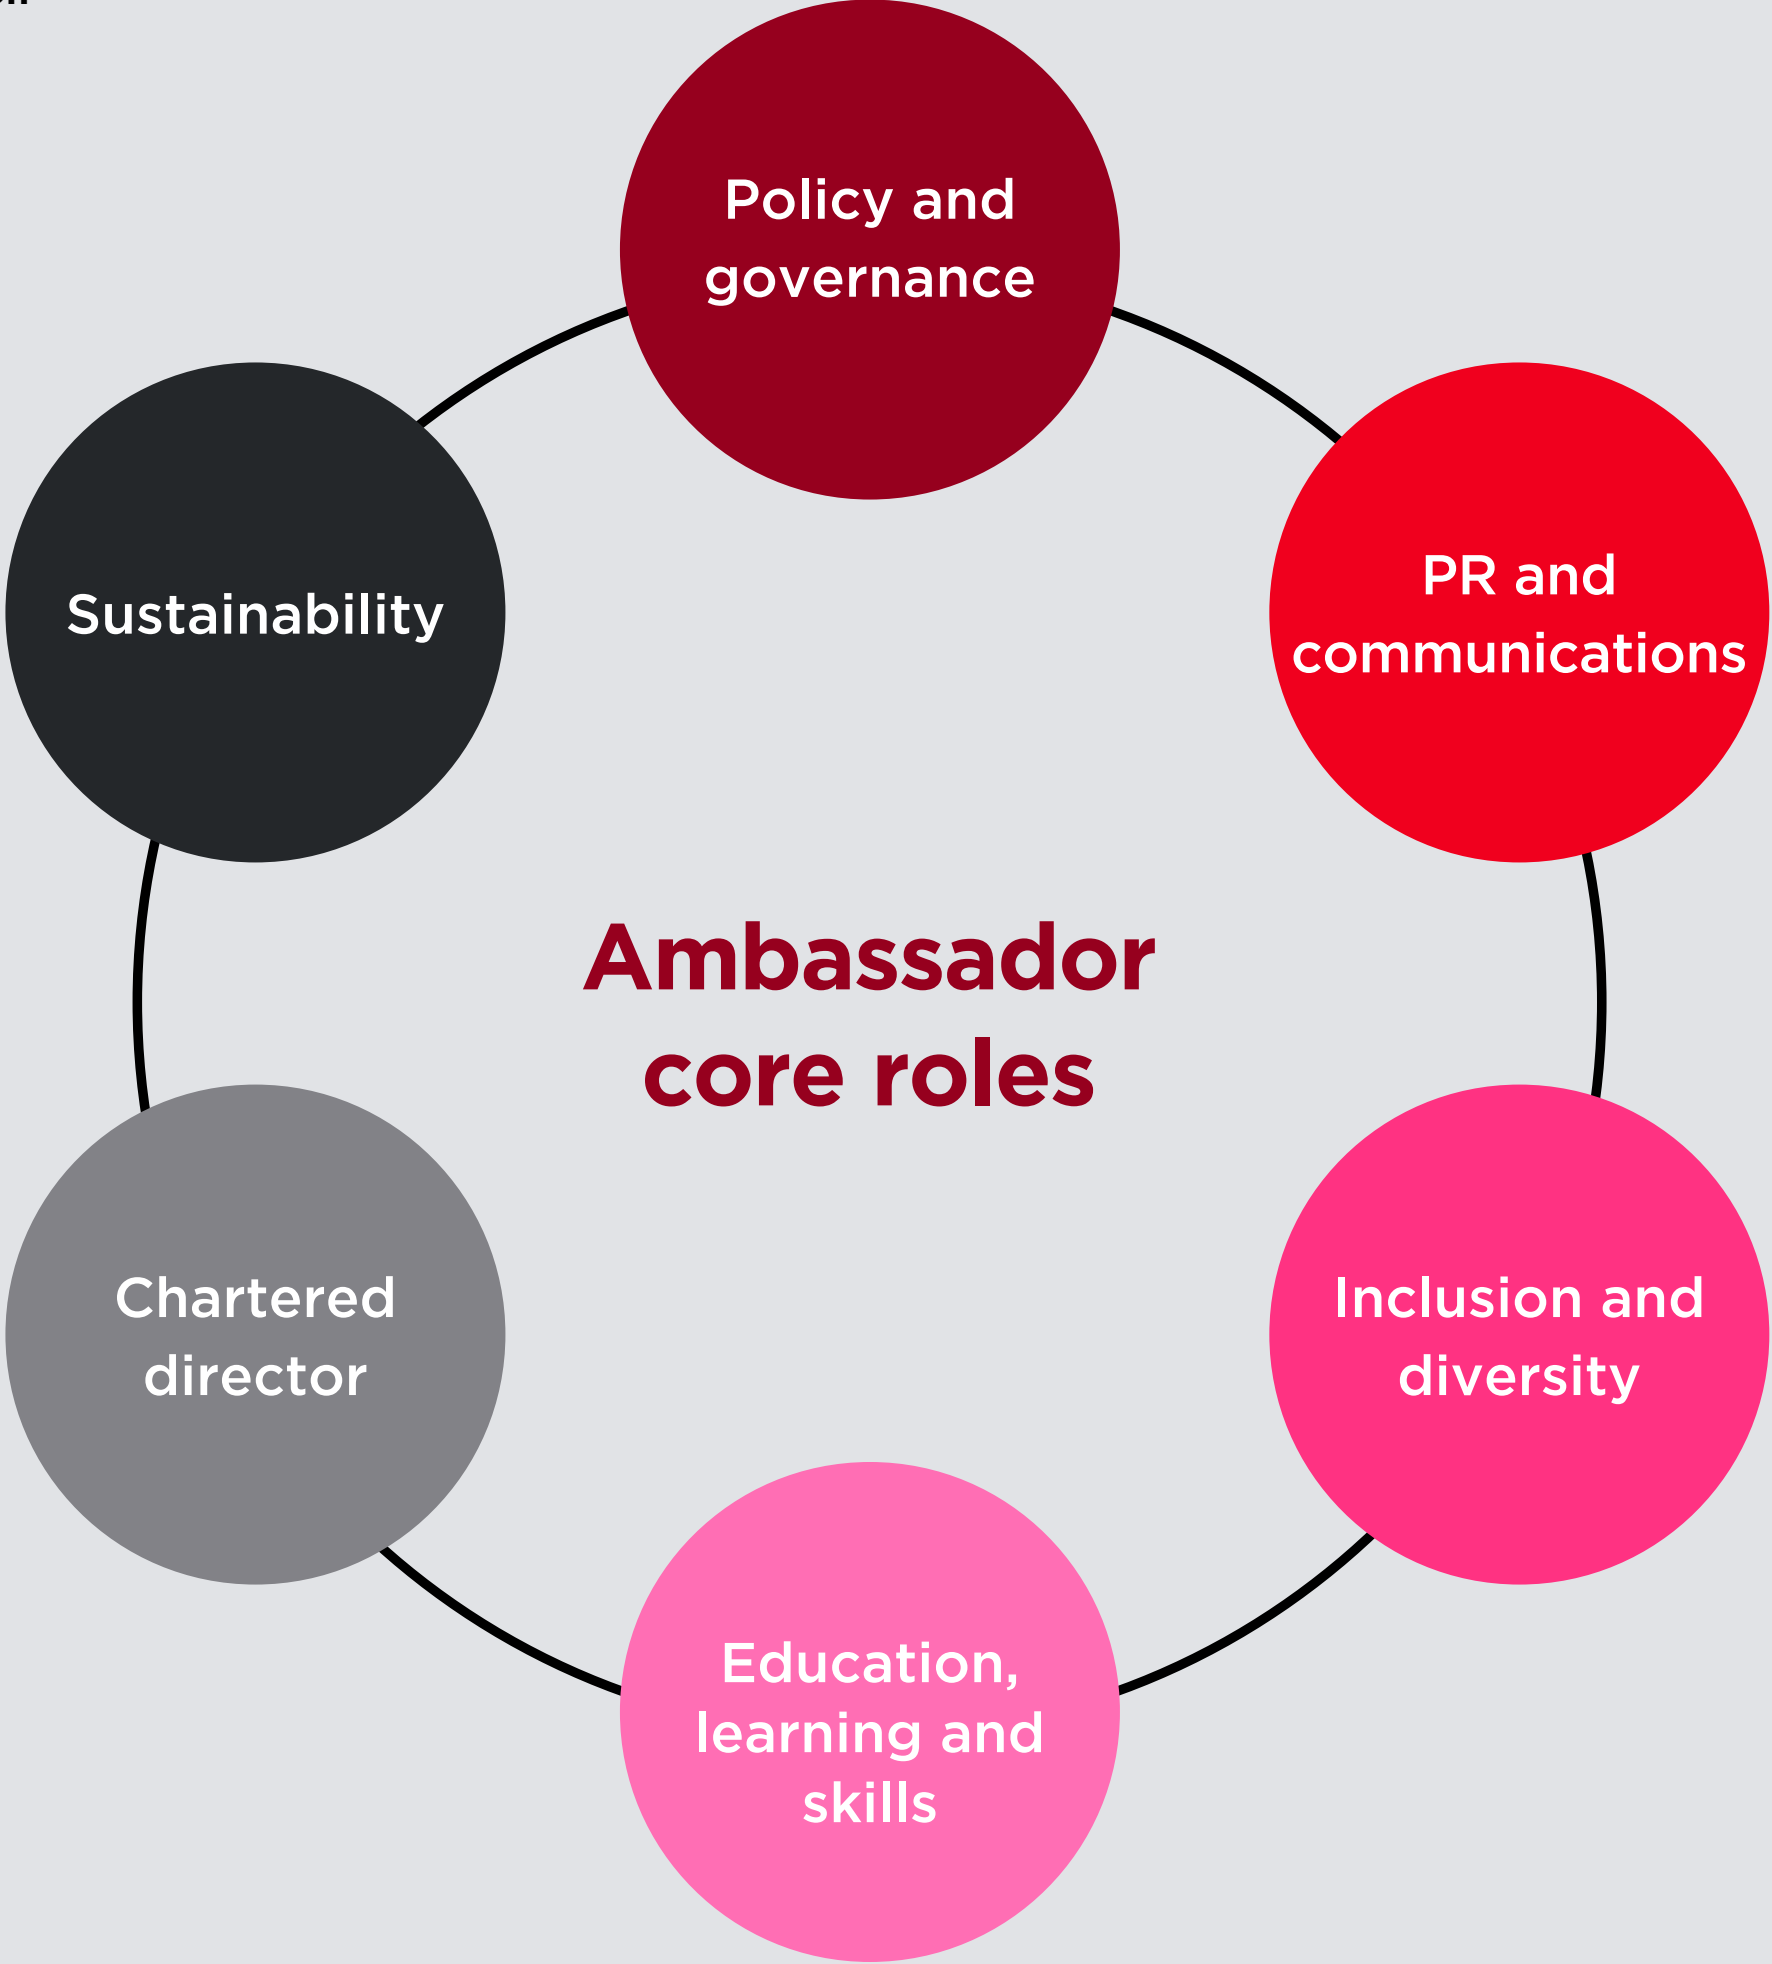 Policy and
governance
PR and
communications
Sustainability
Ambassador
core roles
Chartered
director
Inclusion and
diversity
Education,
learning and
skills